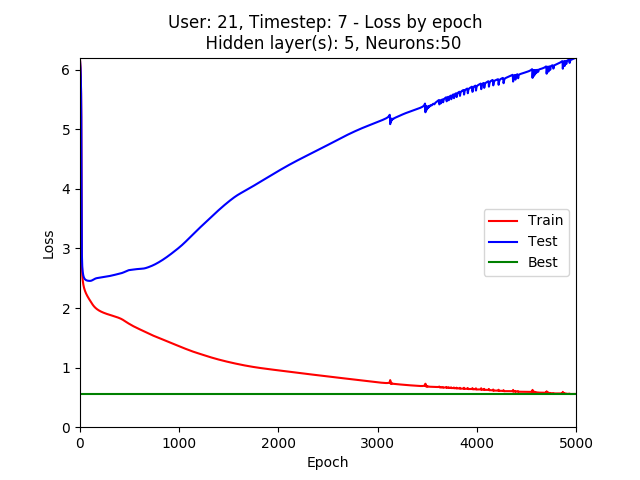 User: 21, Timestep: 7 - Loss by epoch
Hidden layer(s): 5, Neurons:50
6
5
4
3
2
1
0
Loss
Train
Test
Best
0 1000 2000 3000 4000 5000
Epoch